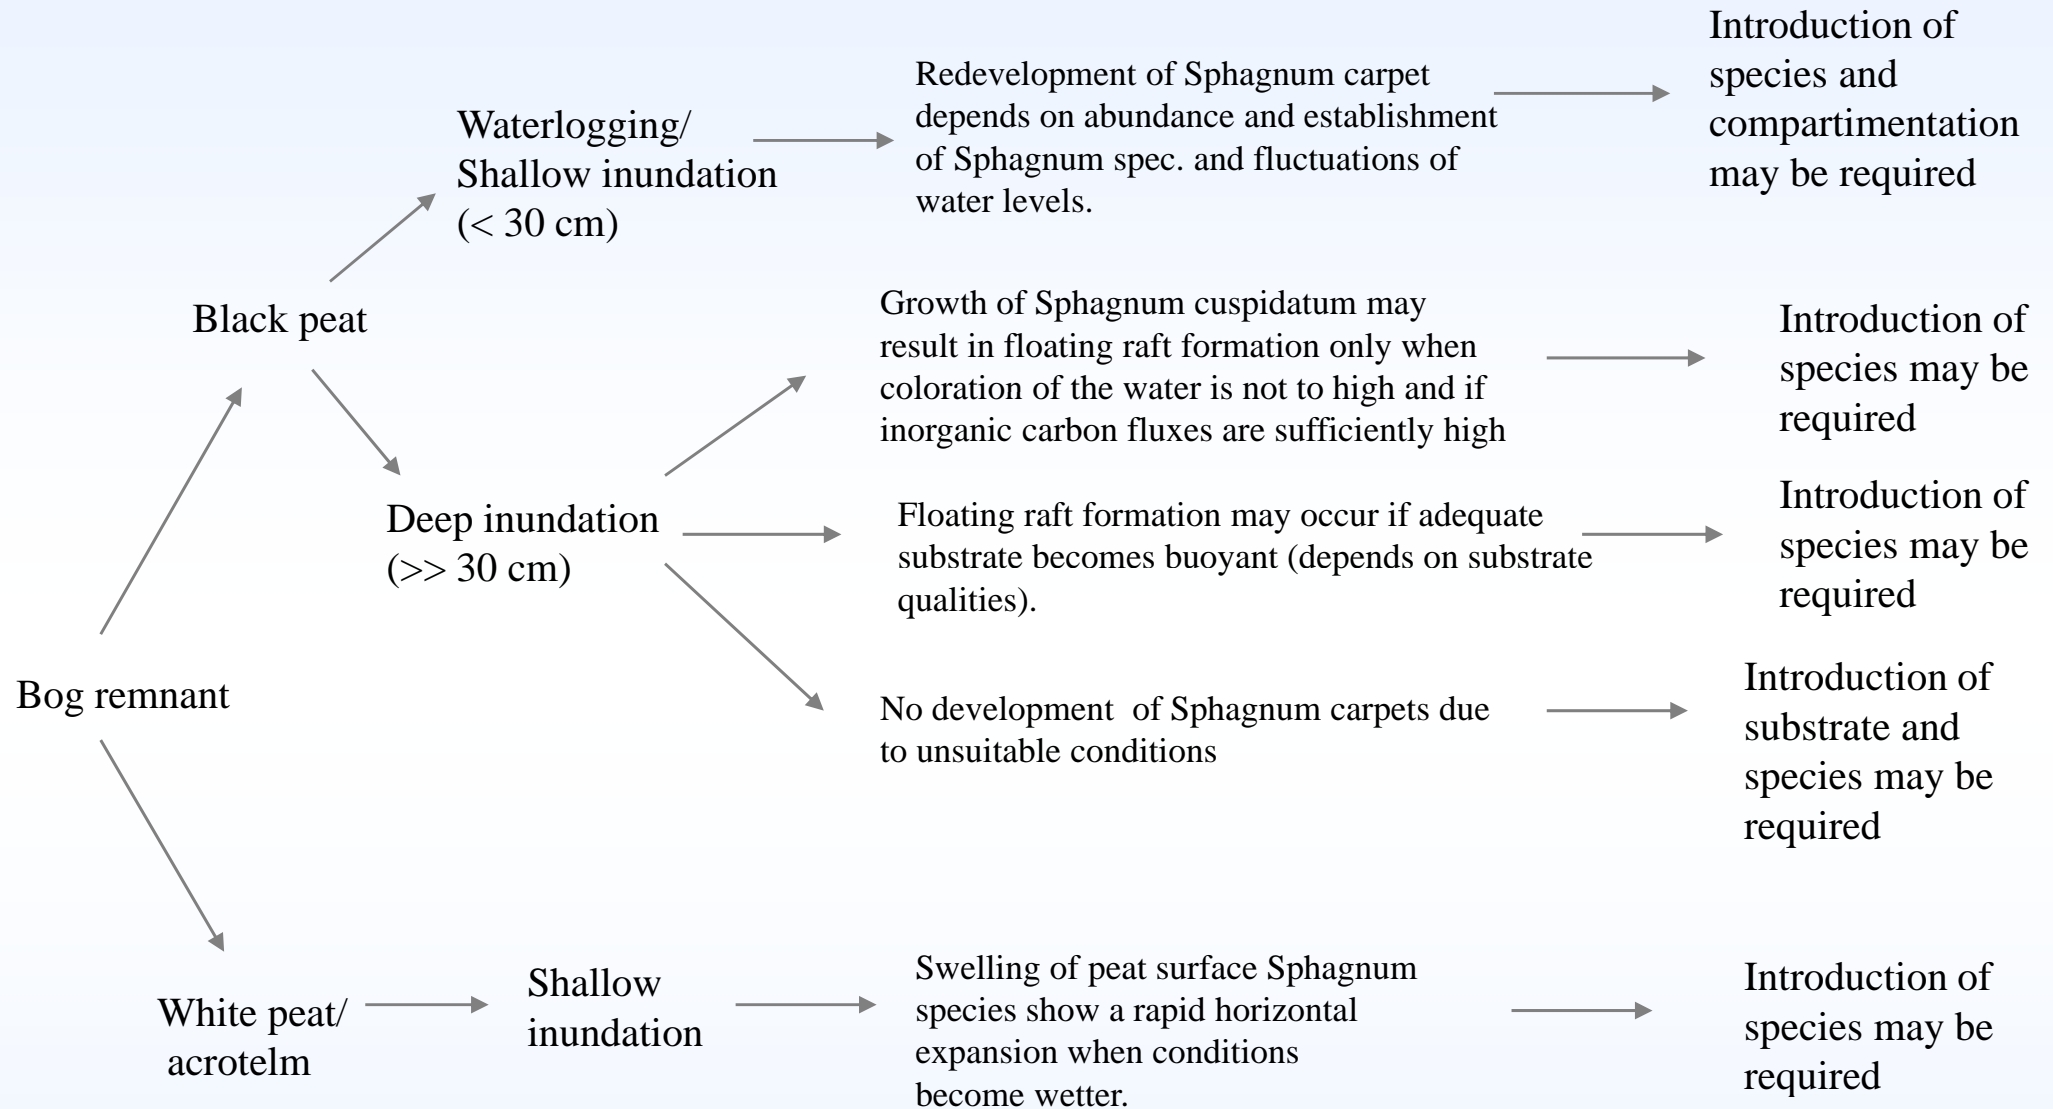 Introduction of
species and
compartimentation
may be required
Redevelopment of Sphagnum carpet
depends on abundance and establishment
of Sphagnum spec. and fluctuations of
water levels.
Waterlogging/
Shallow inundation
(< 30 cm)
Black peat
Growth of Sphagnum cuspidatum may
result in floating raft formation only when
coloration of the water is not to high and if
inorganic carbon fluxes are sufficiently high
Introduction of
species may be
required
Deep inundation
(>> 30 cm)
Floating raft formation may occur if adequate
substrate becomes buoyant (depends on substrate
qualities).
Introduction of
species may be
required
Bog remnant
No development  of Sphagnum carpets due
to unsuitable conditions
Introduction of
substrate and
species may be
required
White peat/
acrotelm
Shallow
inundation
Swelling of peat surface Sphagnum
species show a rapid horizontal
expansion when conditions
become wetter.
Introduction of
species may be
required